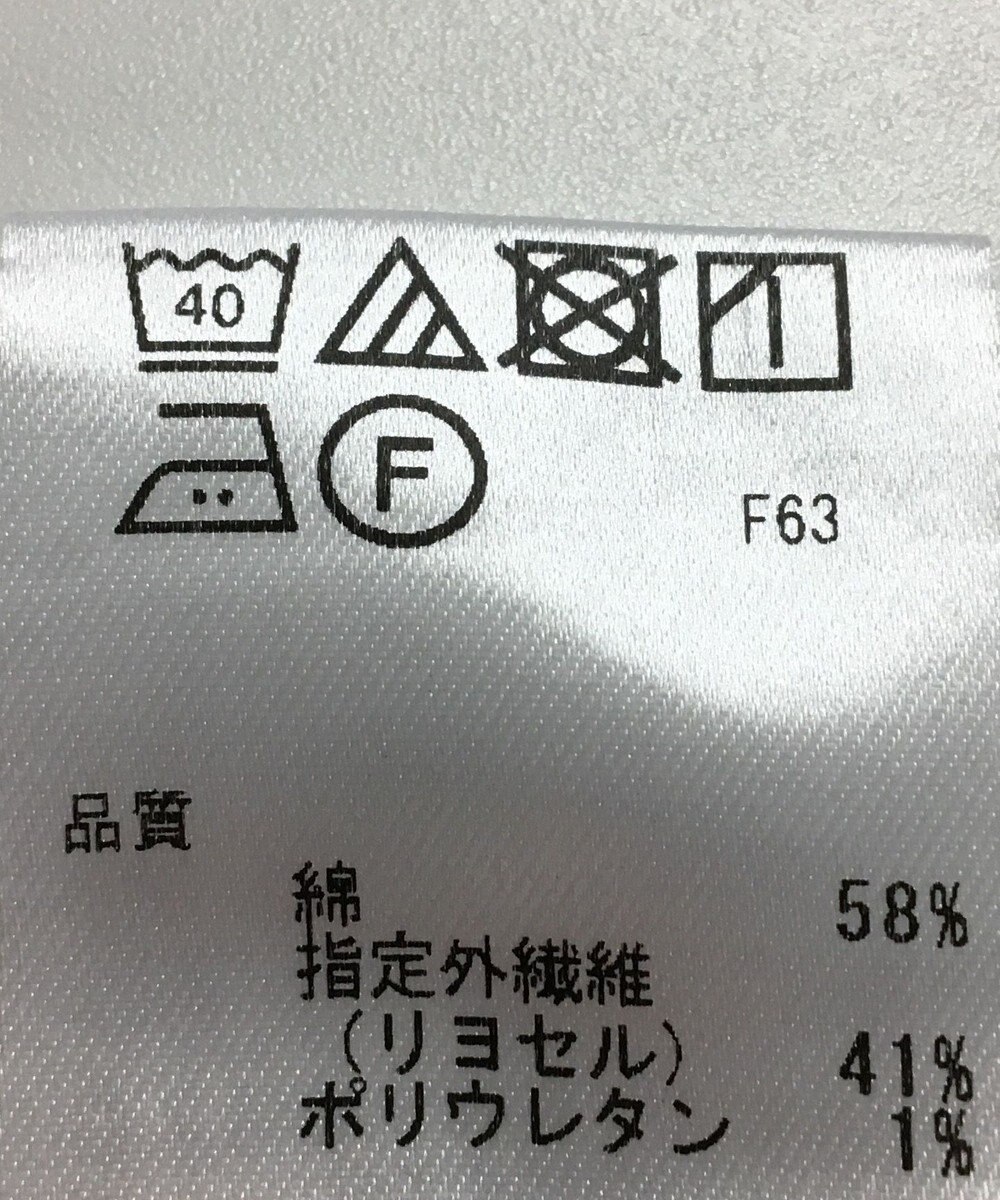 40
F
F63
品質
綿 58%
指定外繊維
(リヨセル) 41%
ポリウレタン 1%